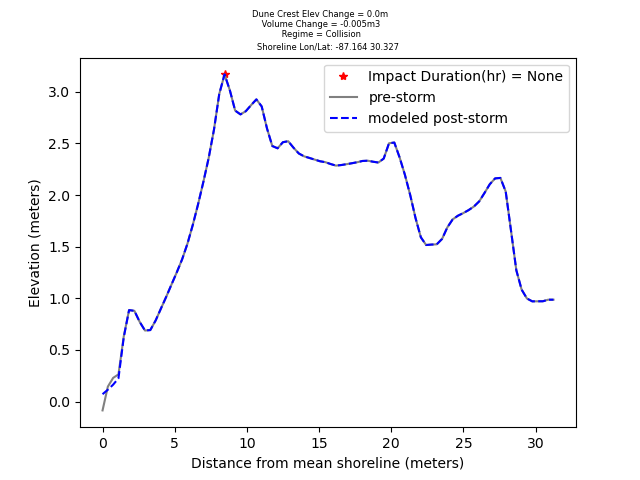 Dune Crest Elev Change = 0.0m
Volume Change = -0.005m3
Regime = Collision
Shoreline Lon/Lat: -87.164 30.327
Impact Duration(hr) = None
pre-storm
modeled post-storm
3.0
2.5
2.0
1.5
1.0
0.5
0.0
Elevation (meters)
0 5 10 15 20 25 30
Distance from mean shoreline (meters)